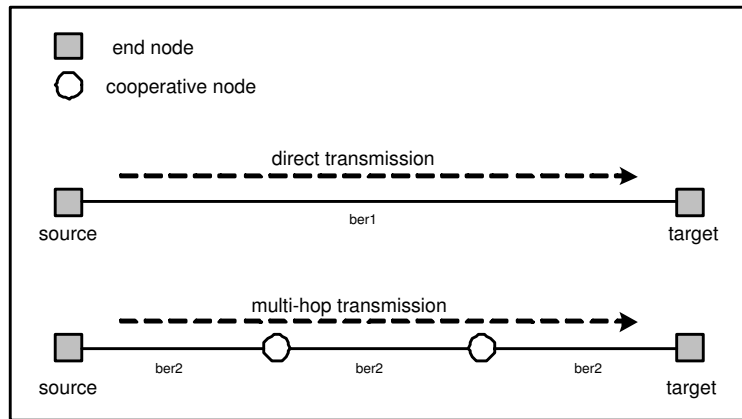 end node
cooperative node
direct transmission
ber1
source
target
multi-hop transmission
ber2
ber2
ber2
source
target